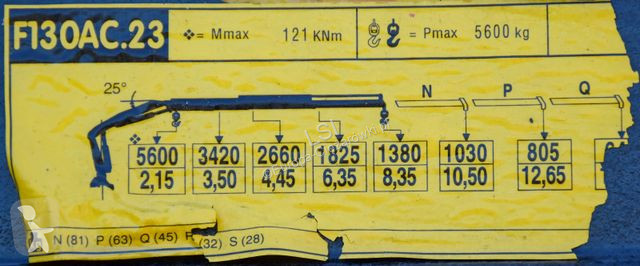 F130AC.23
❖= Mmax 121 KNm
= Pmax 5600 kg
25°
N P Q
❖
5600 3420 2660 1825 1380 1030 805
2,15 3,50 4,45 6,35 8,35 10,50 12,65
N (81) P (63) Q (45) R (32) S (28)